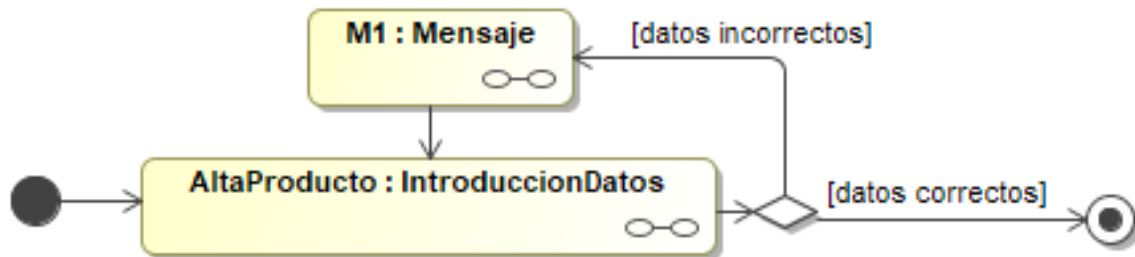 M1 : Mensaje
[datos incorrectos]
AltaProducto : IntroduccionDatos
[datos correctos]